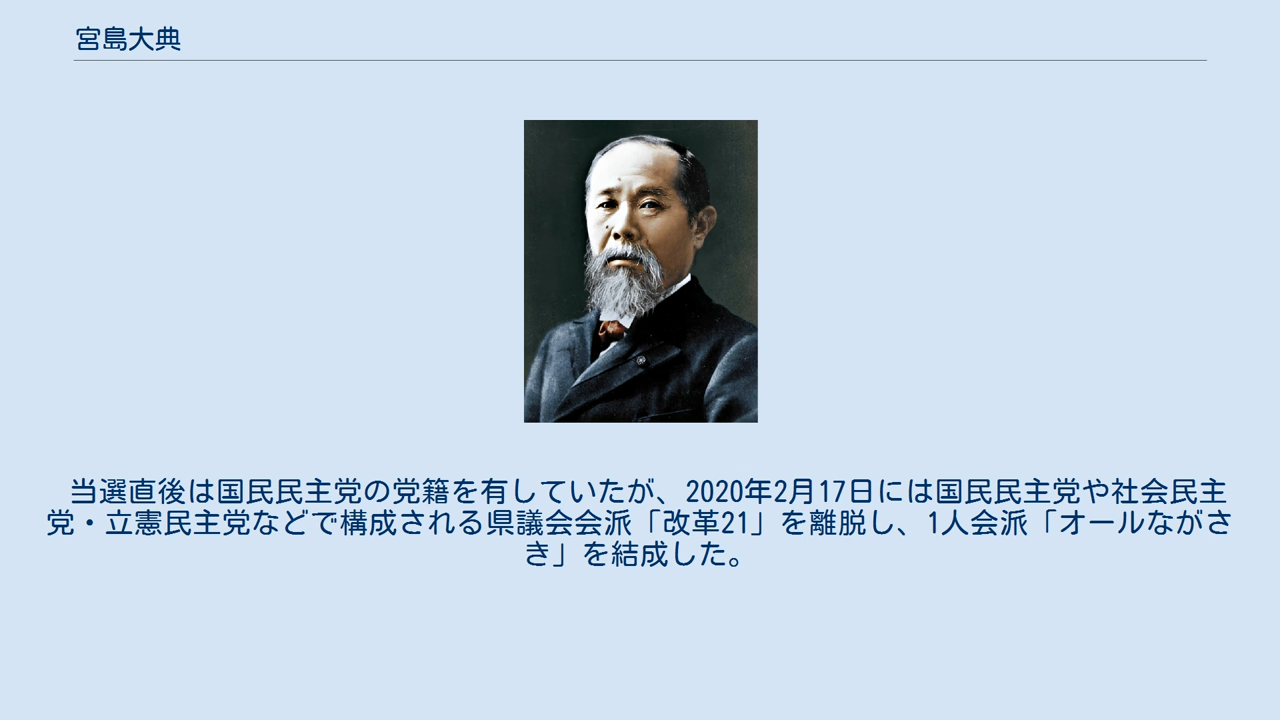 宮島大典
当選直後は国民民主党の党籍を有していたが、2020年2月17日には国民民主党や社会民主
党・立憲民主党などで構成される県議会会派「改革21」を離脱し、1人会派「オールながさ
き」を結成した。